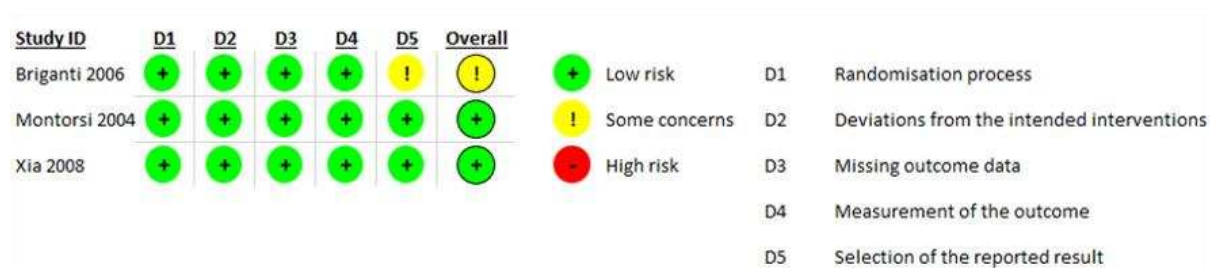 Study ID D1 D2 D3 D4 D5 Overall
Briganti 2006 + + + + ! !
Montorsi 2004 + + + + + +
Xia 2008 + + + + + +
+ Low risk
! Some concerns
- High risk
D1 Randomisation process
D2 Deviations from the intended interventions
D3 Missing outcome data
D4 Measurement of the outcome
D5 Selection of the reported result